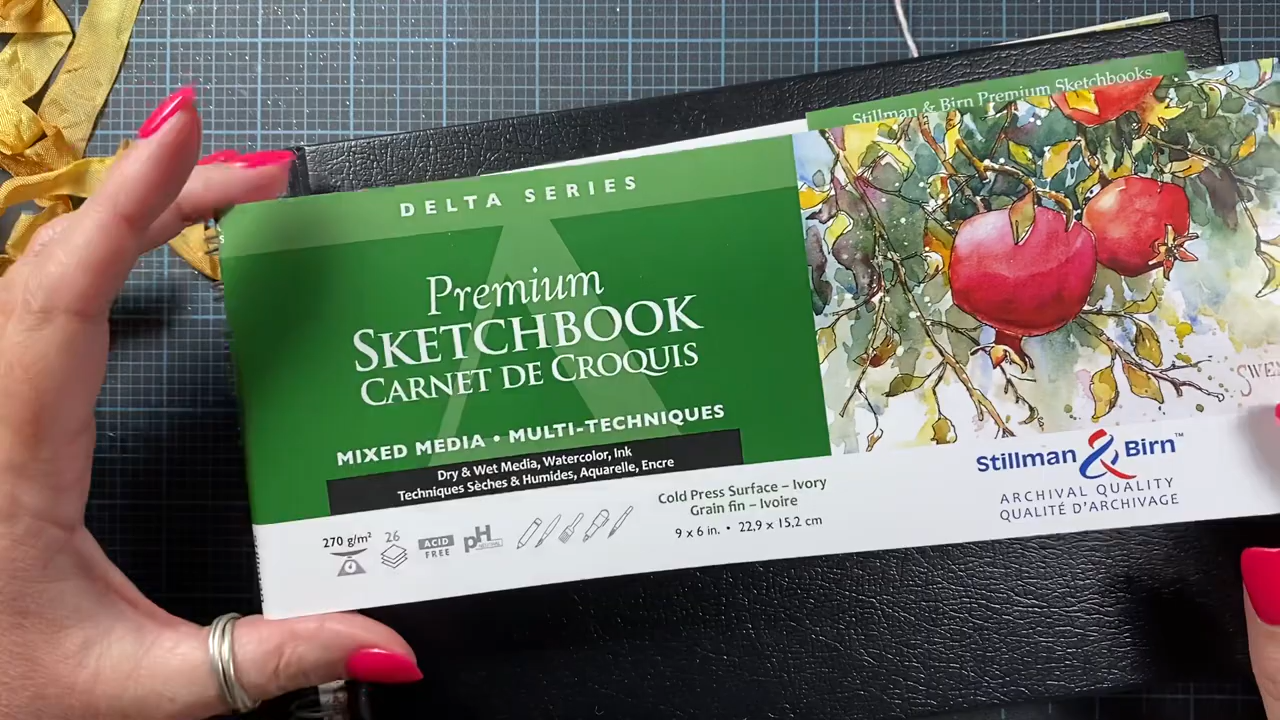 Stillman & Birn Premium Sketchbooks
DELTA SERIES
Premium
SKETCHBOOK
CARNET DE CROQUIS
MIXED MEDIA • MULTI-TECHNIQUES
Dry & Wet Media, Watercolor, Ink
Techniques Sèches & Humides, Aquarelle, Encre
270 g/m²
26
ACID
FREE
pH
NEUTRAL
Cold Press Surface – Ivory
Grain fin – Ivoire
9 x 6 in. • 22,9 x 15,2 cm
Stillman & Birn™
ARCHIVAL QUALITY
QUALITÉ D'ARCHIVAGE